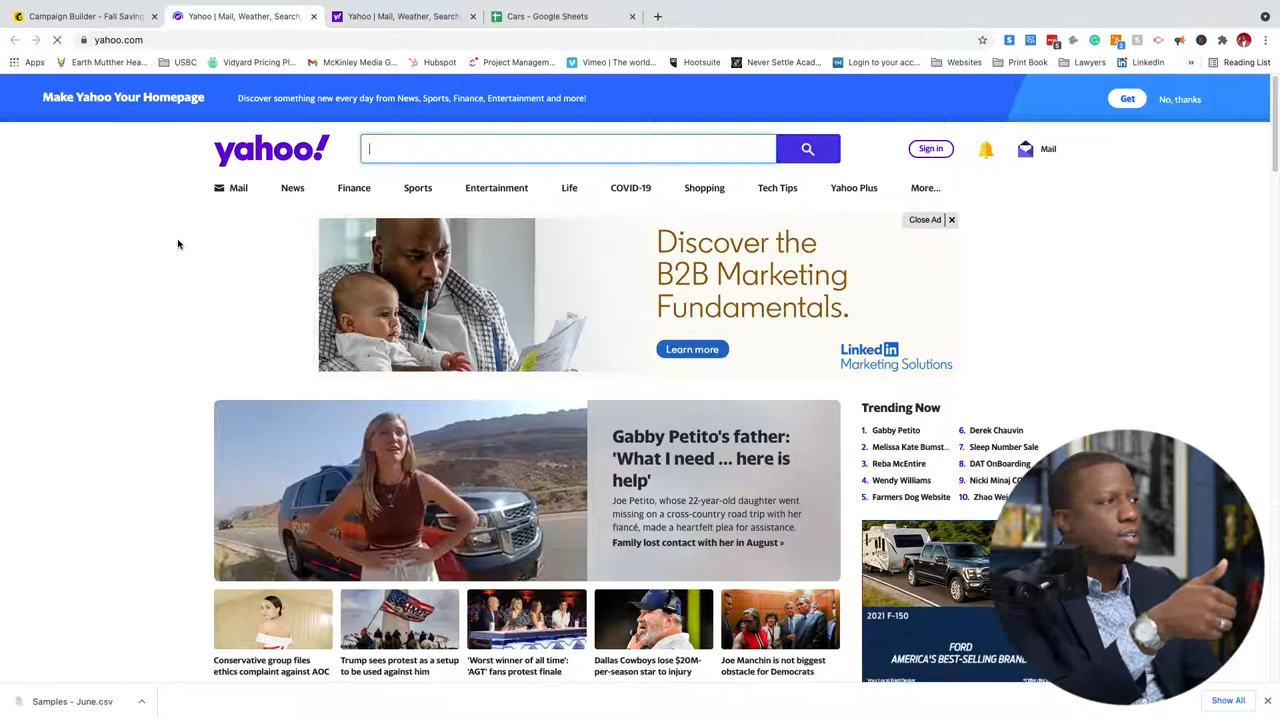 Campaign Builder - Fall Saving
Yahoo | Mail, Weather, Search,
Yahoo | Mail, Weather, Search,
Cars - Google Sheets
yahoo.com
6
2
Apps
Earth Mutther Hea...
USBC
Vidyard Pricing Pl...
McKinley Media G...
Hubspot
Project Managem...
Vimeo | The world...
Hootsuite
Never Settle Acad...
Login to your acc...
Websites
Print Book
Lawyers
LinkedIn
»
Reading List
Make Yahoo Your Homepage
Discover something new every day from News, Sports, Finance, Entertainment and more!
Get
No, thanks
yahoo!
Sign in
Mail
Mail
News
Finance
Sports
Entertainment
Life
COVID-19
Shopping
Tech Tips
Yahoo Plus
More...
Close Ad
Discover the
B2B Marketing
Fundamentals.
Learn more
LinkedIn
Marketing Solutions
Gabby Petito's father:
'What I need ... here is
help'
Joe Petito, whose 22-year-old daughter went
missing on a cross-country road trip with her
fiancé, made a heartfelt plea for assistance.
Family lost contact with her in August »
Trending Now
1. Gabby Petito
2. Melissa Kate Bumst...
3. Reba McEntire
4. Wendy Williams
5. Farmers Dog Website
6. Derek Chauvin
7. Sleep Number Sale
8. DAT OnBoarding
9. Nicki Minaj CO
10. Zhao Wei
2021 F-150
FORD
AMERICA'S BEST-SELLING BRAND
Your Local Ford Dealer
Conservative group files
ethics complaint against AOC
Trump sees protest as a setup
to be used against him
'Worst winner of all time':
'AGT' fans protest finale
Dallas Cowboys lose $20M-
per-season star to injury
Joe Manchin is not biggest
obstacle on taxes: Democrat
Samples - June.csv
Show All